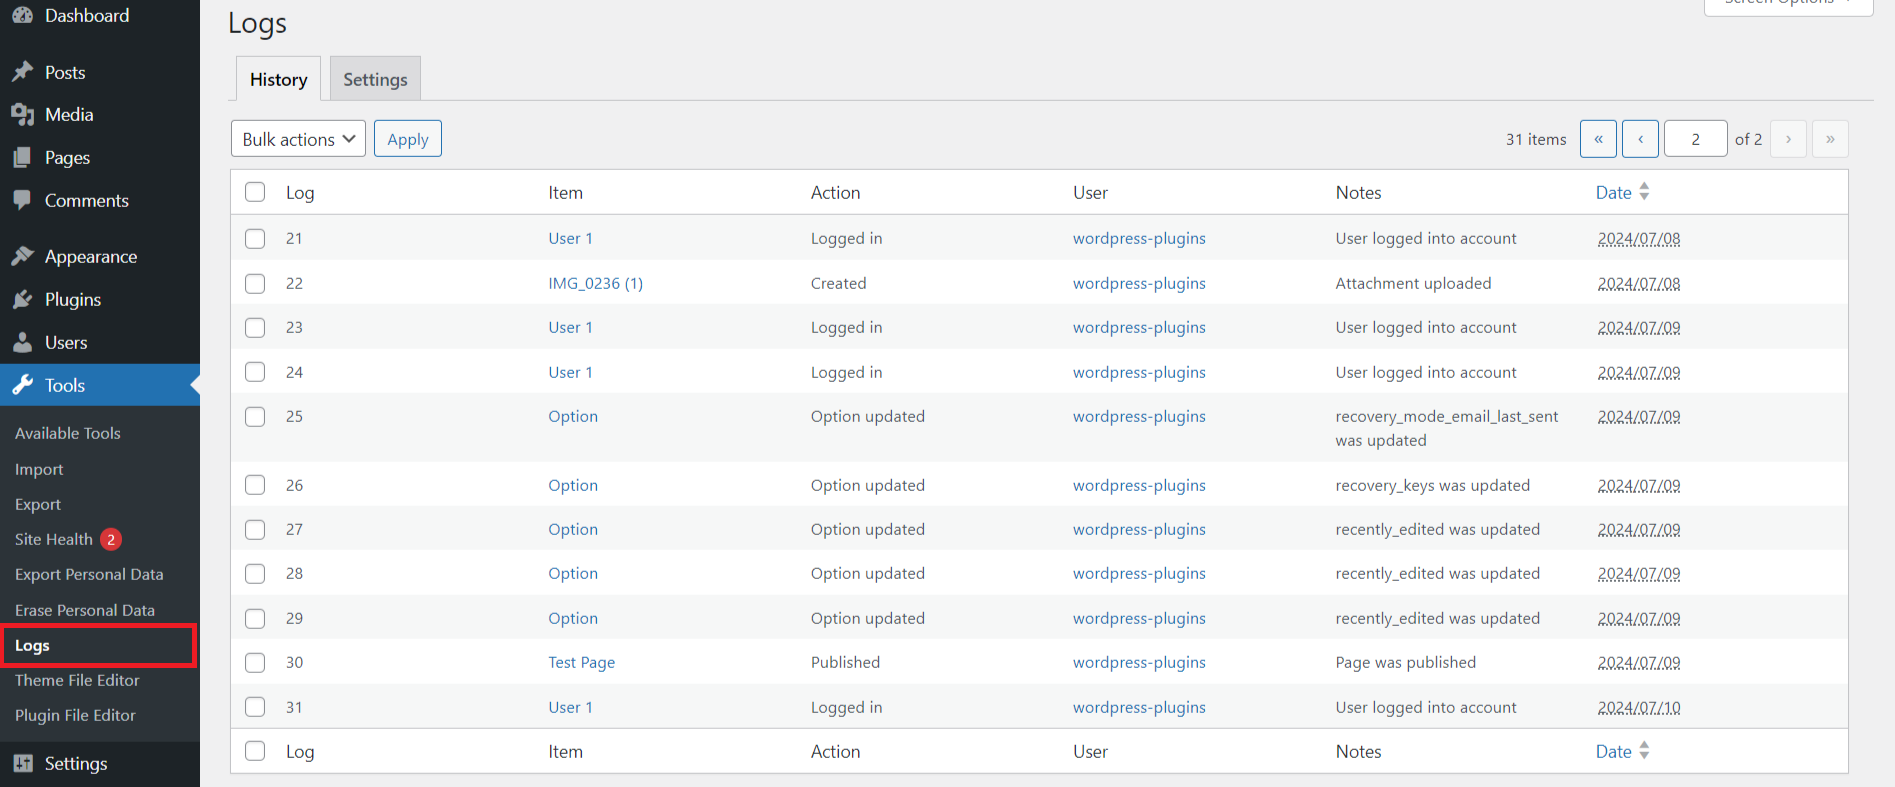 Dashboard
Posts
Media
Pages
Comments
Appearance
Plugins
Users
Tools
Available Tools
Import
Export
Site Health 2
Export Personal Data
Erase Personal Data
Logs
Theme File Editor
Plugin File Editor
Settings
Screen Options
Logs
History Settings
Bulk actions Apply 31 items « ‹ 2 of 2 › »
Log Item Action User Notes Date
21 User 1 Logged in wordpress-plugins User logged into account 2024/07/08
22 IMG_0236 (1) Created wordpress-plugins Attachment uploaded 2024/07/08
23 User 1 Logged in wordpress-plugins User logged into account 2024/07/09
24 User 1 Logged in wordpress-plugins User logged into account 2024/07/09
25 Option Option updated wordpress-plugins recovery_mode_email_last_sent 2024/07/09
was updated
26 Option Option updated wordpress-plugins recovery_keys was updated 2024/07/09
27 Option Option updated wordpress-plugins recently_edited was updated 2024/07/09
28 Option Option updated wordpress-plugins recently_edited was updated 2024/07/09
29 Option Option updated wordpress-plugins recently_edited was updated 2024/07/09
30 Test Page Published wordpress-plugins Page was published 2024/07/09
31 User 1 Logged in wordpress-plugins User logged into account 2024/07/10
Log Item Action User Notes Date